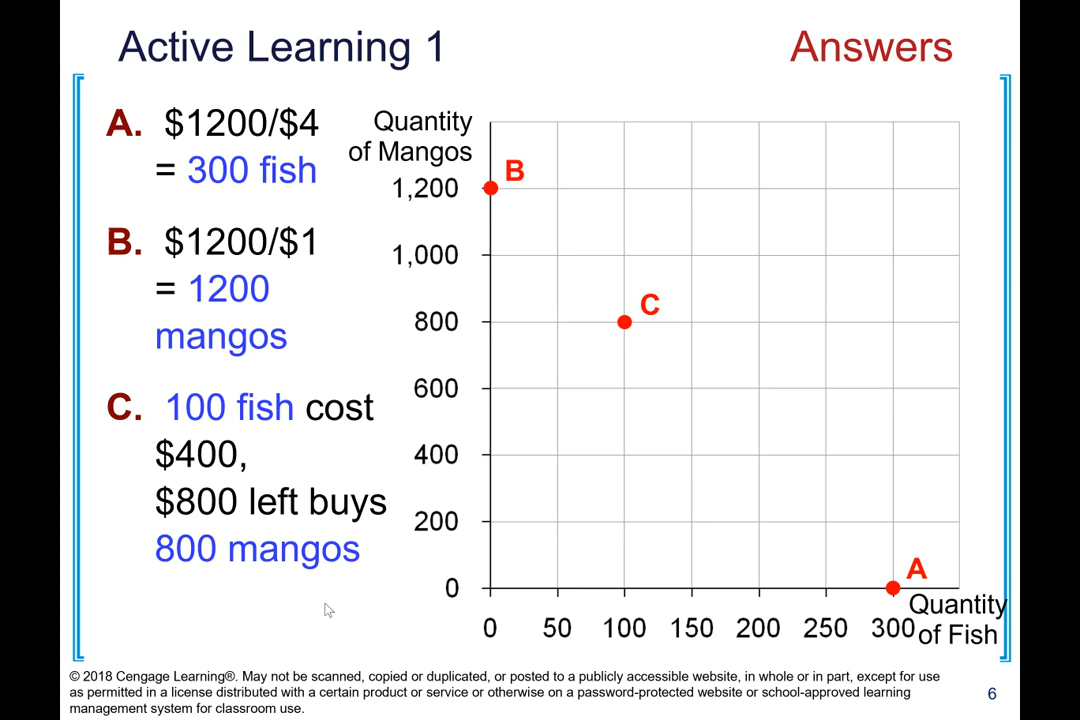 Active Learning 1
Answers
A. $1200/$4
= 300 fish
B. $1200/$1
= 1200
mangos
C. 100 fish cost
$400,
$800 left buys
800 mangos
Quantity
of Mangos
1,200
1,000
800
600
400
200
0
B
C
A
0 50 100 150 200 250 300
Quantity
of Fish
© 2018 Cengage Learning®. May not be scanned, copied or duplicated, or posted to a publicly accessible website, in whole or in part, except for use
as permitted in a license distributed with a certain product or service or otherwise on a password-protected website or school-approved learning
management system for classroom use.
6